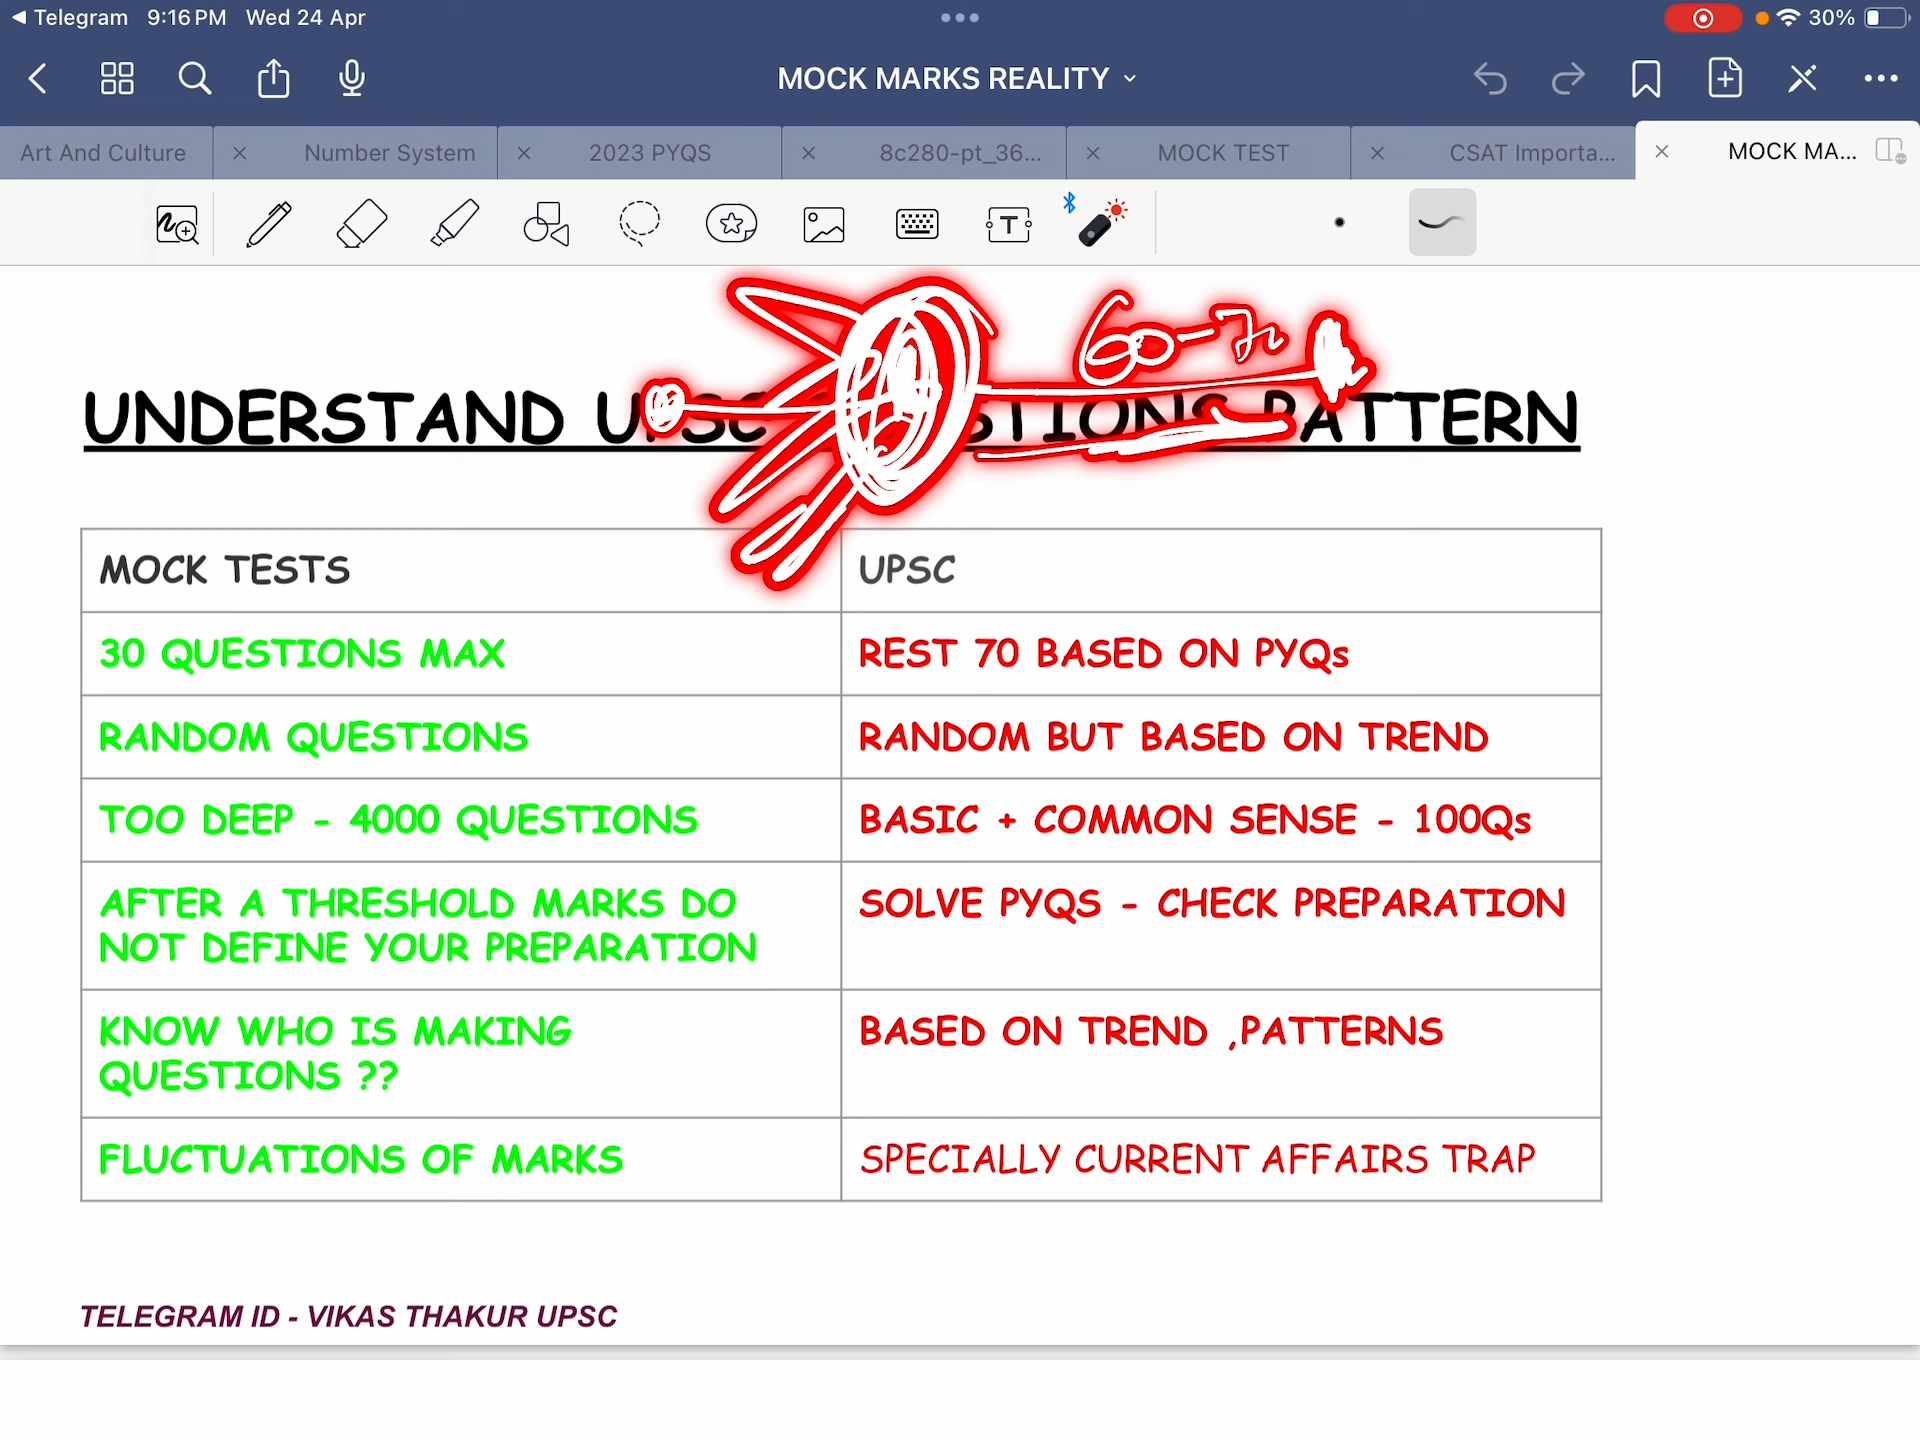 Telegram 9:16 PM Wed 24 Apr 30%
MOCK MARKS REALITY
Art And Culture Number System 2023 PYQS 8c280-pt_36... MOCK TEST CSAT Importa... MOCK MA...
60-70
UNDERSTAND UPSC QUESTIONS PATTERN
MOCK TESTS UPSC
30 QUESTIONS MAX REST 70 BASED ON PYQs
RANDOM QUESTIONS RANDOM BUT BASED ON TREND
TOO DEEP - 4000 QUESTIONS BASIC + COMMON SENSE - 100Qs
AFTER A THRESHOLD MARKS DO SOLVE PYQS - CHECK PREPARATION
NOT DEFINE YOUR PREPARATION
KNOW WHO IS MAKING BASED ON TREND ,PATTERNS
QUESTIONS ??
FLUCTUATIONS OF MARKS SPECIALLY CURRENT AFFAIRS TRAP
TELEGRAM ID - VIKAS THAKUR UPSC